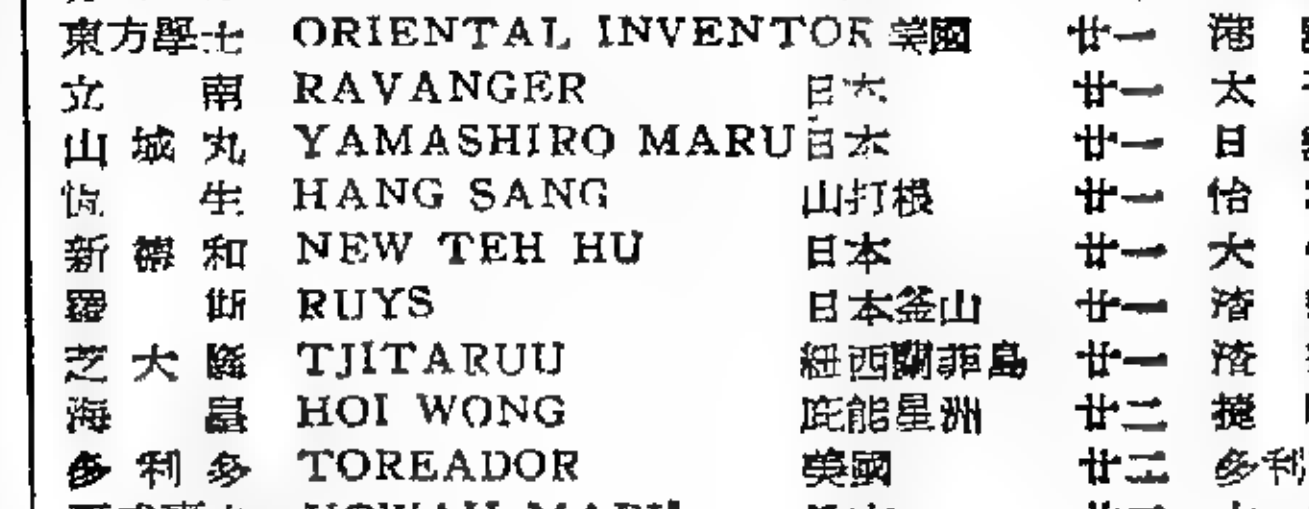 東方學士 ORIENTAL INVENTOR 美國 廿一 港
立南 RAVANGER 日本 廿一 太
山城丸 YAMASHIRO MARU 日本 廿一 日
恆生 HANG SANG 山打根 廿一 怡
新德和 NEW TEH HU 日本 廿一 大
羅斯 RUYS 日本釜山 廿一 渣
芝大 TJITARUU 紐西蘭菲島 廿一 渣
海 HOI WONG 庇能星洲 廿二 捷
多利多 TOREADOR 美國 廿二 多利